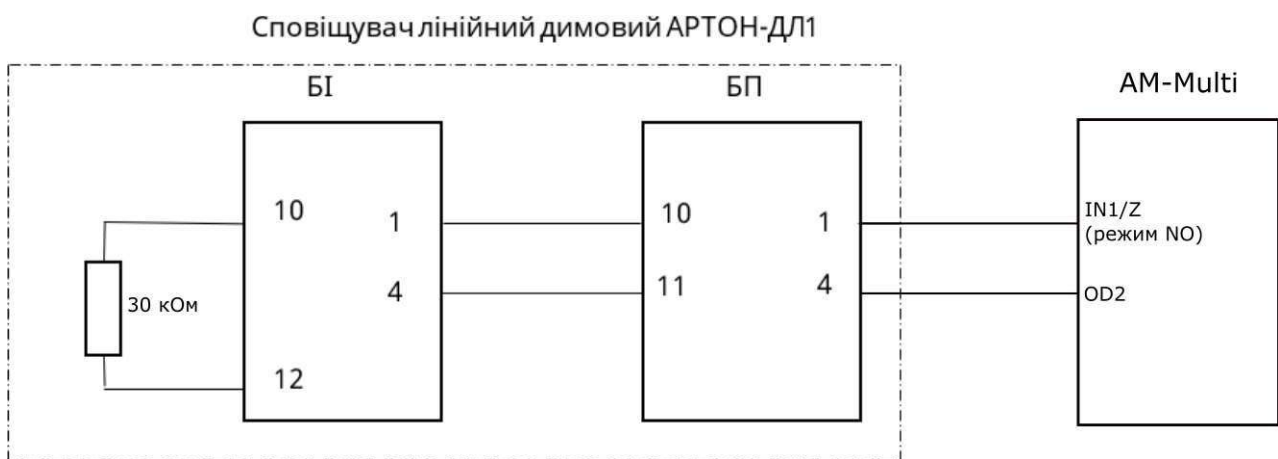 Сповіщувач лінійний димовий АРТОН-ДЛ1
БІ
БП
AM-Multi
10
1
10
1
IN1/Z
(режим NO)
30 кОм
4
11
4
OD2
12